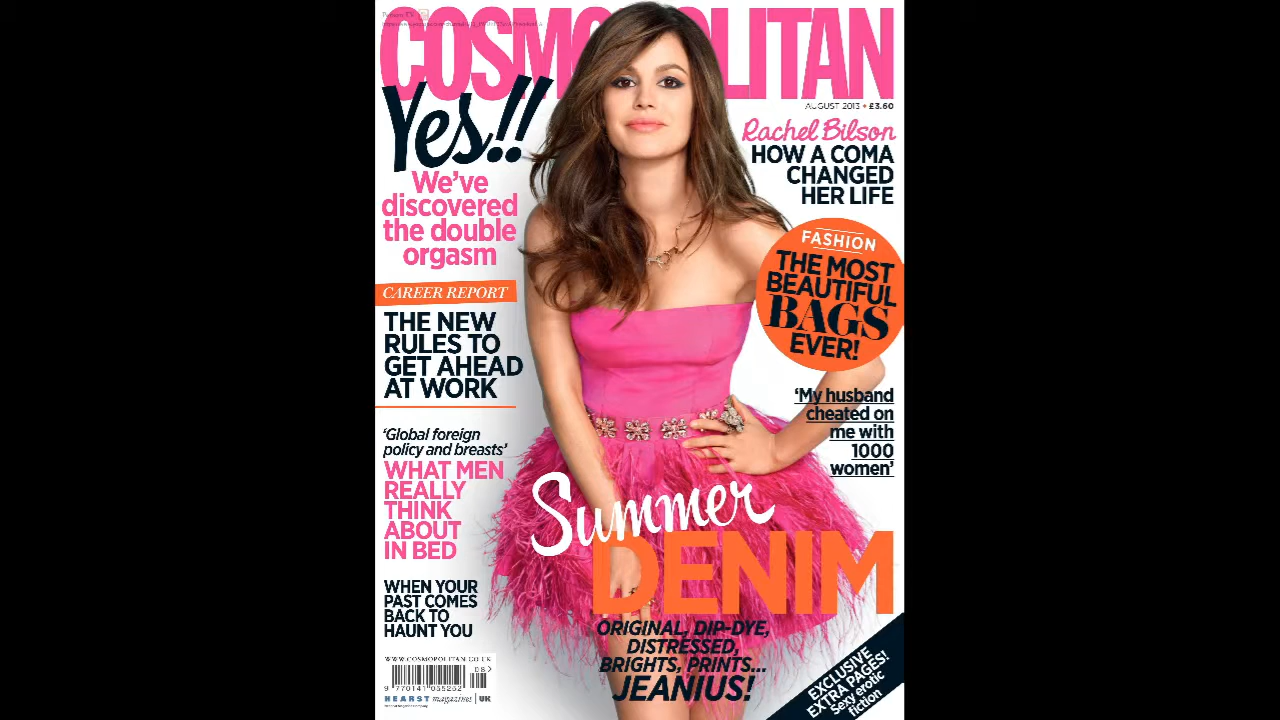 COSMOPOLITAN
AUGUST 2013 • £3.60
Yes!!
We've
discovered
the double
orgasm
CAREER REPORT
THE NEW
RULES TO
GET AHEAD
AT WORK
'Global foreign
policy and breasts'
WHAT MEN
REALLY
THINK
ABOUT
IN BED
WHEN YOUR
PAST COMES
BACK TO
HAUNT YOU
WWW.COSMOPOLITAN.CO.UK
08
9 770141 055262
HEARST magazines UK
Rachel Bilson
HOW A COMA
CHANGED
HER LIFE
FASHION
THE MOST
BEAUTIFUL
BAGS
EVER!
'My husband
cheated on
me with
1000
women'
Summer
DENIM
ORIGINAL, DIP-DYE,
DISTRESSED,
BRIGHTS, PRINTS...
JEANIUS!
EXCLUSIVE
EXTRA PAGES!
Sexy erotic
fiction